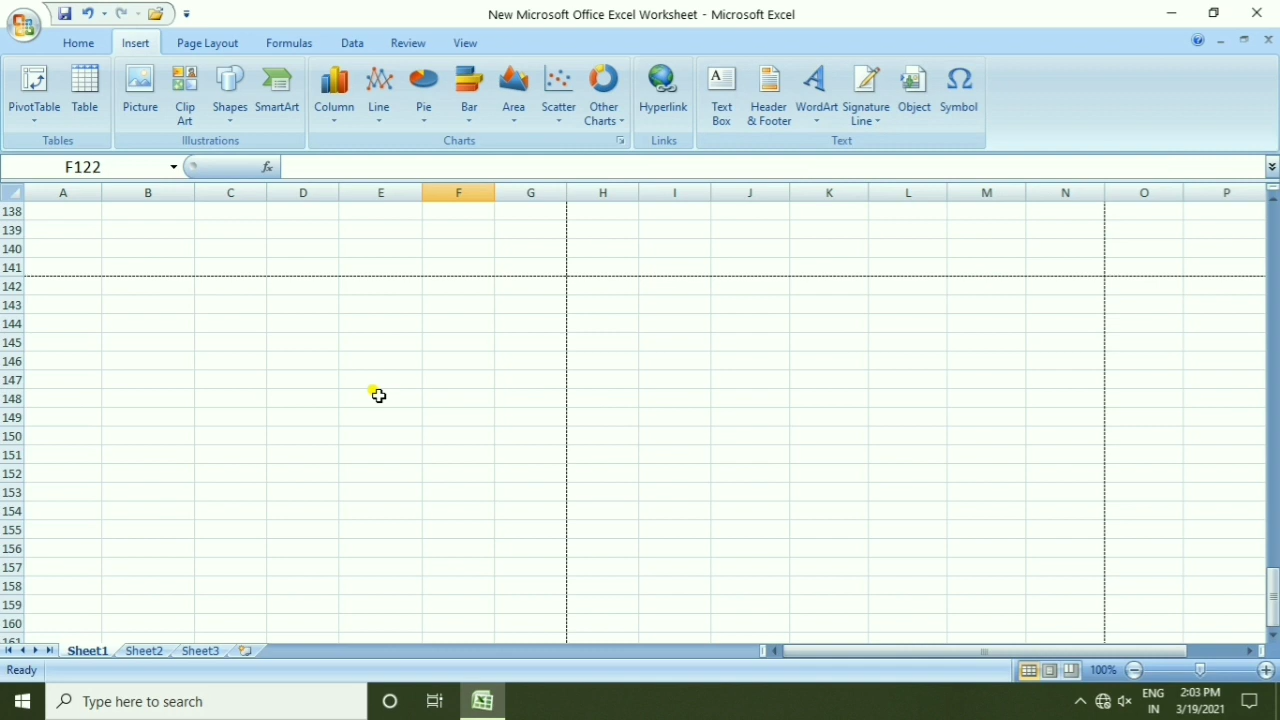 New Microsoft Office Excel Worksheet - Microsoft Excel
Home Insert Page Layout Formulas Data Review View
PivotTable Table Picture Clip Art Shapes SmartArt Column Line Pie Bar Area Scatter Other Charts Hyperlink Text Box Header & Footer WordArt Signature Line Object Symbol
Tables Illustrations Charts Links Text
F122 fx
A B C D E F G H I J K L M N O P
138
139
140
141
142
143
144
145
146
147
148
149
150
151
152
153
154
155
156
157
158
159
160
161
Sheet1 Sheet2 Sheet3
Ready 100%
Type here to search ENG IN 2:03 PM 3/19/2021